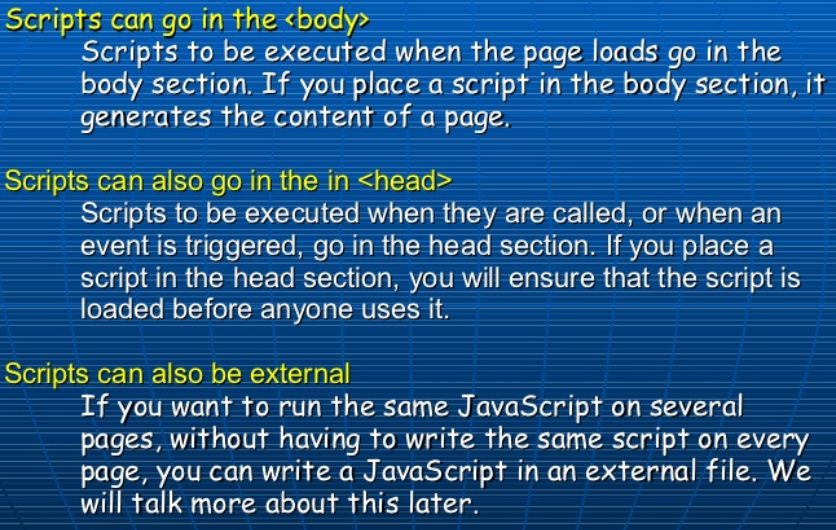 Scripts can go in the <body>
Scripts to be executed when the page loads go in the
body section. If you place a script in the body section, it
generates the content of a page.
Scripts can also go in the in <head>
Scripts to be executed when they are called, or when an
event is triggered, go in the head section. If you place a
script in the head section, you will ensure that the script is
loaded before anyone uses it.
Scripts can also be external
If you want to run the same JavaScript on several
pages, without having to write the same script on every
page, you can write a JavaScript in an external file. We
will talk more about this later.